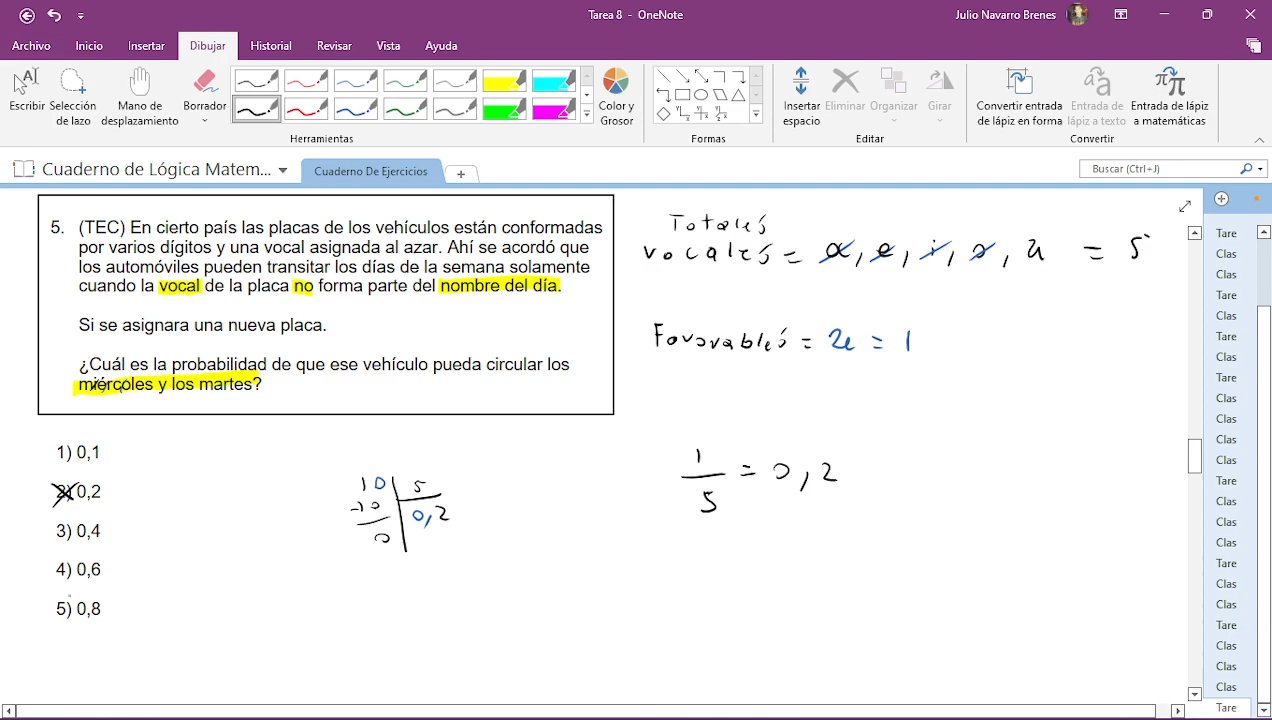 Tarea 8 - OneNote
Julio Navarro Brenes
Archivo Inicio Insertar Dibujar Historial Revisar Vista Ayuda
Escribir
Selección de lazo
Mano de desplazamiento
Borrador
Color y Grosor
Insertar espacio
Eliminar
Organizar
Girar
Convertir entrada de lápiz en forma
Entrada de lápiz a texto
Entrada de lápiz a matemáticas
Herramientas
Formas
Editar
Convertir
Cuaderno de Lógica Matem...
Cuaderno De Ejercicios
Buscar (Ctrl+J)
5. (TEC) En cierto país las placas de los vehículos están conformadas
por varios dígitos y una vocal asignada al azar. Ahí se acordó que
los automóviles pueden transitar los días de la semana solamente
cuando la vocal de la placa no forma parte del nombre del día.
Si se asignara una nueva placa.
¿Cuál es la probabilidad de que ese vehículo pueda circular los
miércoles y los martes?
1) 0,1
2) 0,2
3) 0,4
4) 0,6
5) 0,8
Totales
vocales = a, e, i, o, u = 5
Favorables = u = 1
10 5
-10 0,2
0
1
5
= 0,2
Tare
Clas
Clas
Tare
Clas
Tare
Clas
Tare
Clas
Clas
Tare
Clas
Clas
Clas
Tare
Clas
Tare
Clas
Clas
Tare
Clas
Clas
Tare